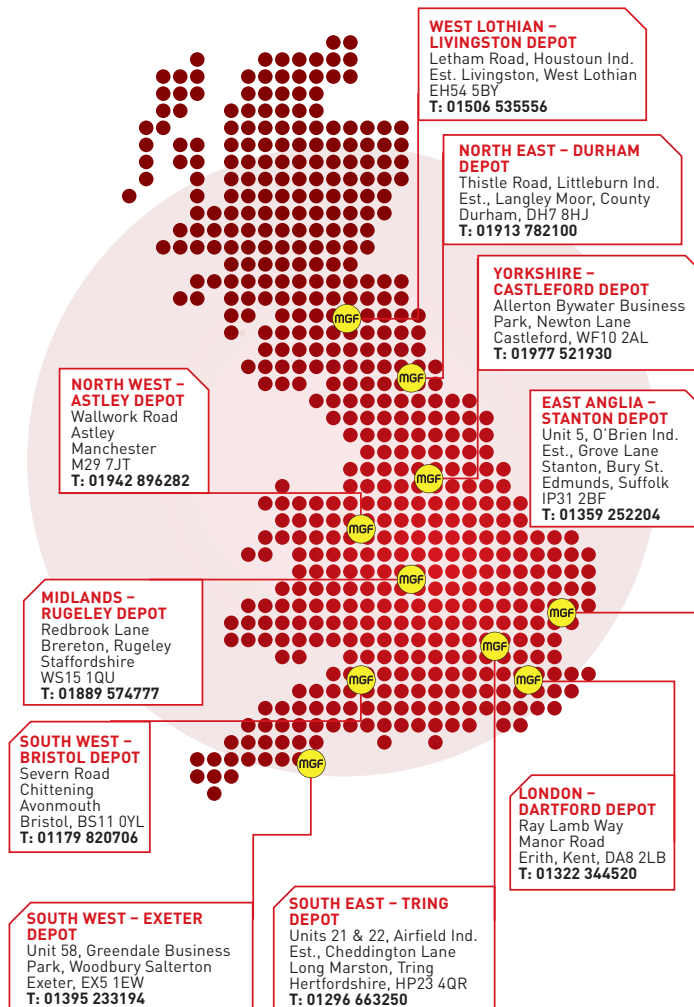 WEST LOTHIAN –
LIVINGSTON DEPOT
Letham Road, Houstoun Ind.
Est. Livingston, West Lothian
EH54 5BY
T: 01506 535556
NORTH EAST – DURHAM
DEPOT
Thistle Road, Littleburn Ind.
Est., Langley Moor, County
Durham, DH7 8HJ
T: 01913 782100
YORKSHIRE –
CASTLEFORD DEPOT
Allerton Bywater Business
Park, Newton Lane
Castleford, WF10 2AL
T: 01977 521930
MGF
MGF
NORTH WEST –
ASTLEY DEPOT
Wallwork Road
Astley
Manchester
M29 7JT
T: 01942 896282
EAST ANGLIA –
STANTON DEPOT
Unit 5, O'Brien Ind.
Est., Grove Lane
Stanton, Bury St.
Edmunds, Suffolk
IP31 2BF
T: 01359 252204
MGF
MGF
MGF
MGF
MGF
MGF
MGF
MGF
MIDLANDS –
RUGELEY DEPOT
Redbrook Lane
Brereton, Rugeley
Staffordshire
WS15 1QU
T: 01889 574777
SOUTH WEST –
BRISTOL DEPOT
Severn Road
Chittening
Avonmouth
Bristol, BS11 0YL
T: 01179 820706
LONDON –
DARTFORD DEPOT
Ray Lamb Way
Manor Road
Erith, Kent, DA8 2LB
T: 01322 344520
SOUTH WEST – EXETER
DEPOT
Unit 58, Greendale Business
Park, Woodbury Salterton
Exeter, EX5 1EW
T: 01395 233194
SOUTH EAST – TRING
DEPOT
Units 21 & 22, Airfield Ind.
Est., Cheddington Lane
Long Marston, Tring
Hertfordshire, HP23 4QR
T: 01296 663250